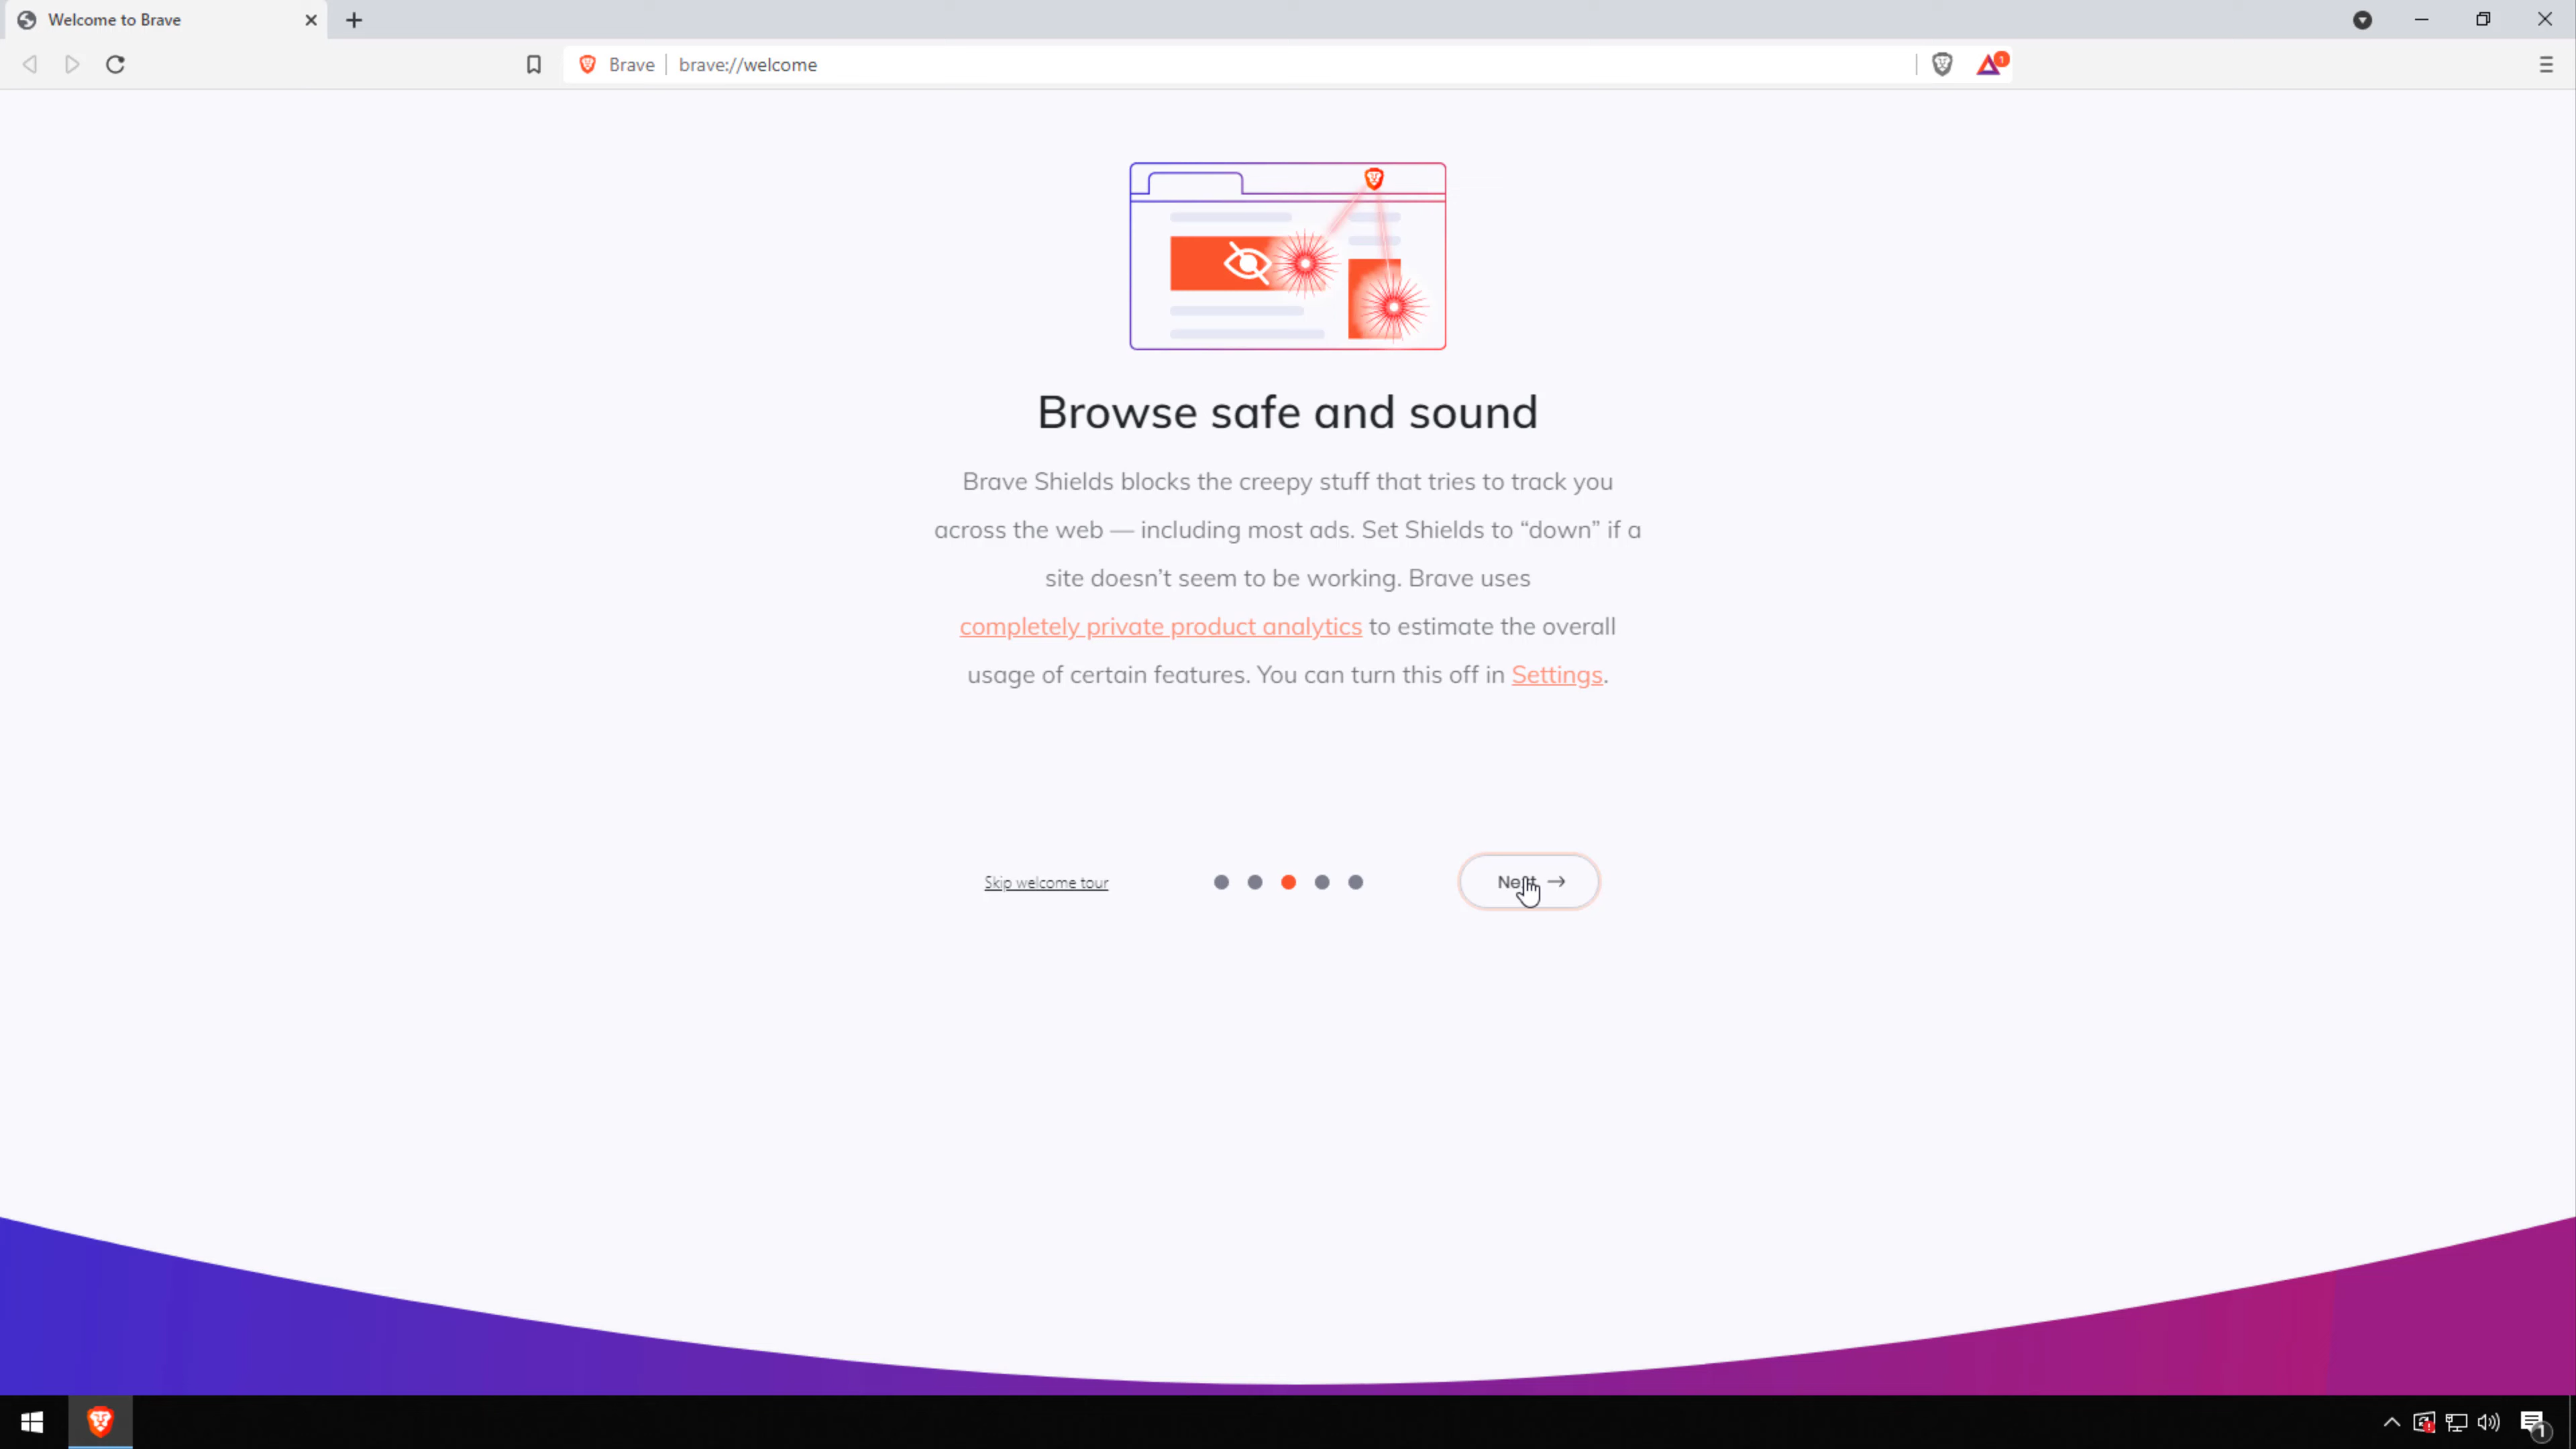 Welcome to Brave
Brave
brave://welcome
1
Browse safe and sound
Brave Shields blocks the creepy stuff that tries to track you
across the web — including most ads. Set Shields to “down” if a
site doesn’t seem to be working. Brave uses
completely private product analytics to estimate the overall
usage of certain features. You can turn this off in Settings.
Skip welcome tour
Next
1